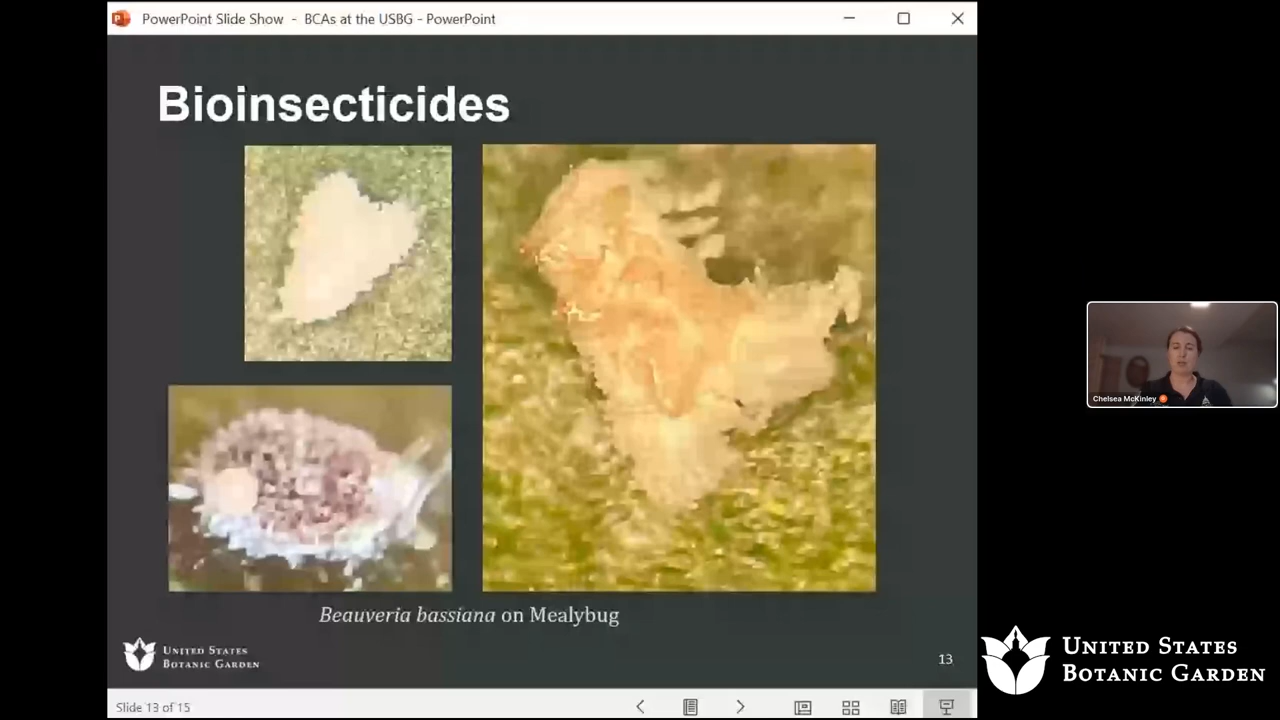 PowerPoint Slide Show - BCAs at the USBG - PowerPoint
Bioinsecticides
Beauveria bassiana on Mealybug
UNITED STATES
BOTANIC GARDEN
13
Slide 13 of 15
Chelsea McKinley
UNITED STATES
BOTANIC GARDEN